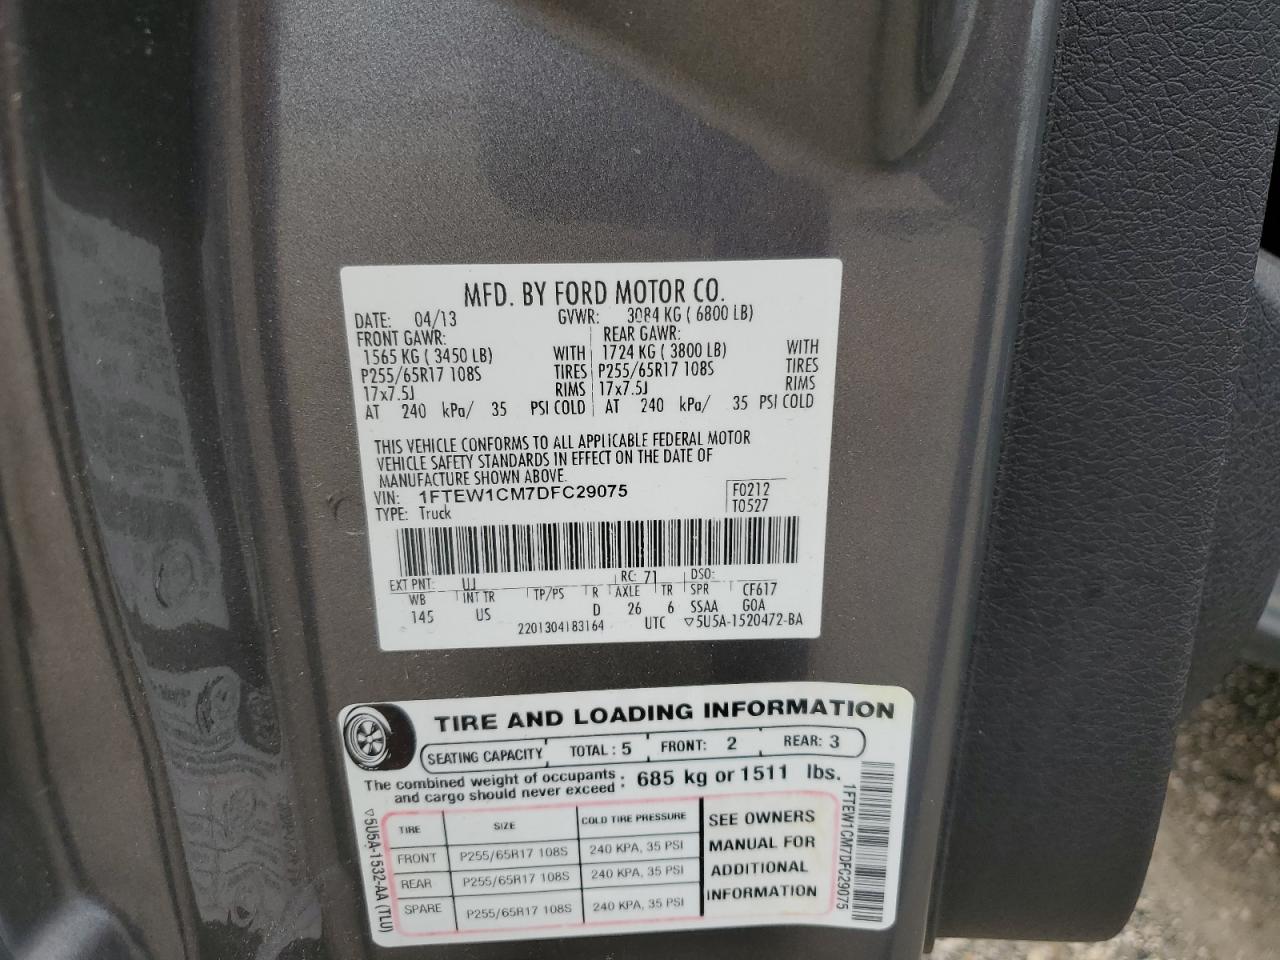 MFD. BY FORD MOTOR CO.
DATE: 04/13 GVWR: 3084 KG ( 6800 LB)
FRONT GAWR: REAR GAWR:
1565 KG ( 3450 LB) WITH 1724 KG ( 3800 LB) WITH
P255/65R17 108S TIRES P255/65R17 108S TIRES
17x7.5J RIMS 17x7.5J RIMS
AT 240 kPa/ 35 PSI COLD AT 240 kPa/ 35 PSI COLD
THIS VEHICLE CONFORMS TO ALL APPLICABLE FEDERAL MOTOR
VEHICLE SAFETY STANDARDS IN EFFECT ON THE DATE OF
MANUFACTURE SHOWN ABOVE.
VIN: 1FTEW1CM7DFC29075 F0212
TYPE: Truck T0527
EXT PNT: UJ RC: 71 DSO:
WB INT TR TP/PS R AXLE TR SPR CF617
145 US D 26 6 SSAA GOA
2201304183164 UTC ▽5U5A-1520472-BA
TIRE AND LOADING INFORMATION
SEATING CAPACITY TOTAL: 5 FRONT: 2 REAR: 3
The combined weight of occupants and cargo should never exceed : 685 kg or 1511 lbs.
TIRE SIZE COLD TIRE PRESSURE
FRONT P255/65R17 108S 240 KPA, 35 PSI
REAR P255/65R17 108S 240 KPA, 35 PSI
SPARE P255/65R17 108S 240 KPA, 35 PSI
SEE OWNERS
MANUAL FOR
ADDITIONAL
INFORMATION
▽5U5A-1532-AA (TLU)
1FTEW1CM7DFC29075